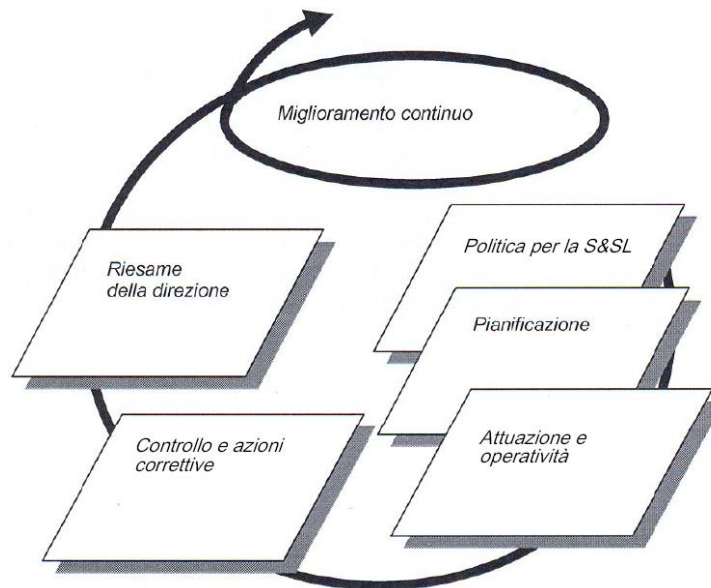 Miglioramento continuo
Politica per la S&SL
Riesame
della direzione
Pianificazione
Attuazione e
operatività
Controllo e azioni
correttive